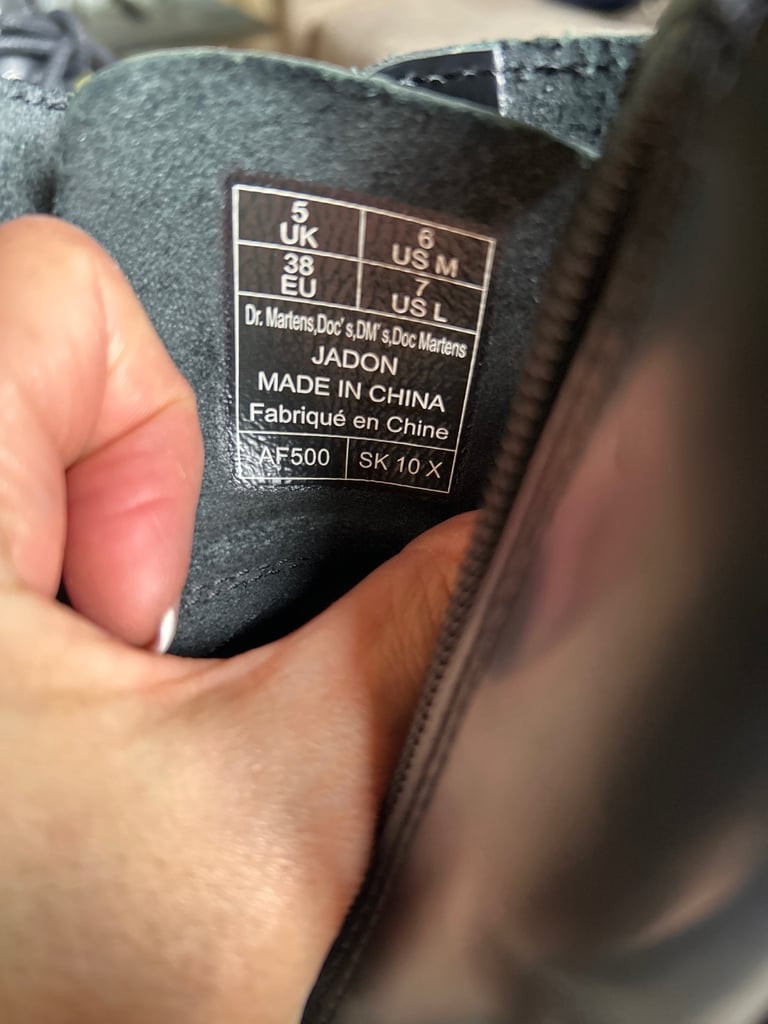 5
UK
6
US M
38
EU
7
US L
Dr. Martens,Doc's,DM's,Doc Martens
JADON
MADE IN CHINA
Fabriqué en Chine
AF500
SK 10 X